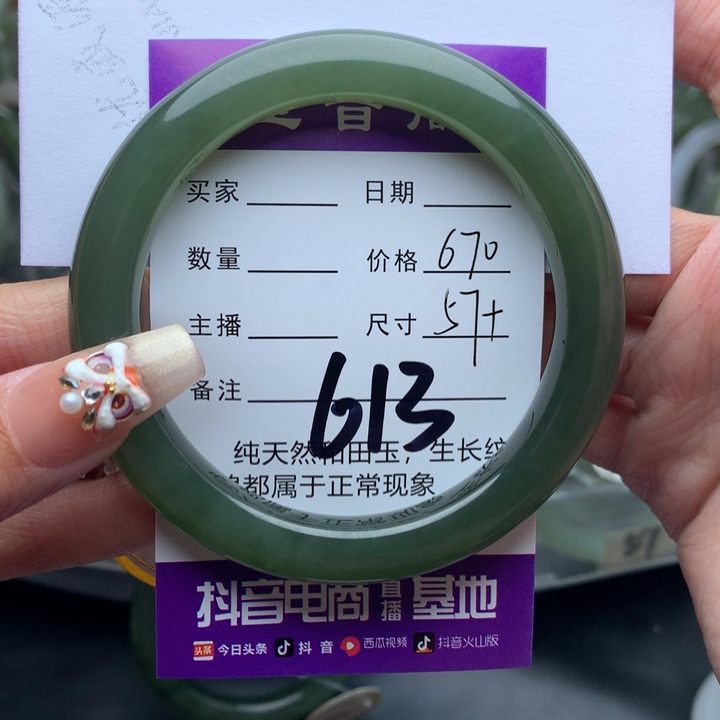 买家 日期
数量 价格 670
主播 尺寸 57+
备注 613
纯天然和田玉，生长纹
都属于正常现象
抖音电商直播基地
头条 今日头条 抖音 西瓜视频 抖音火山版